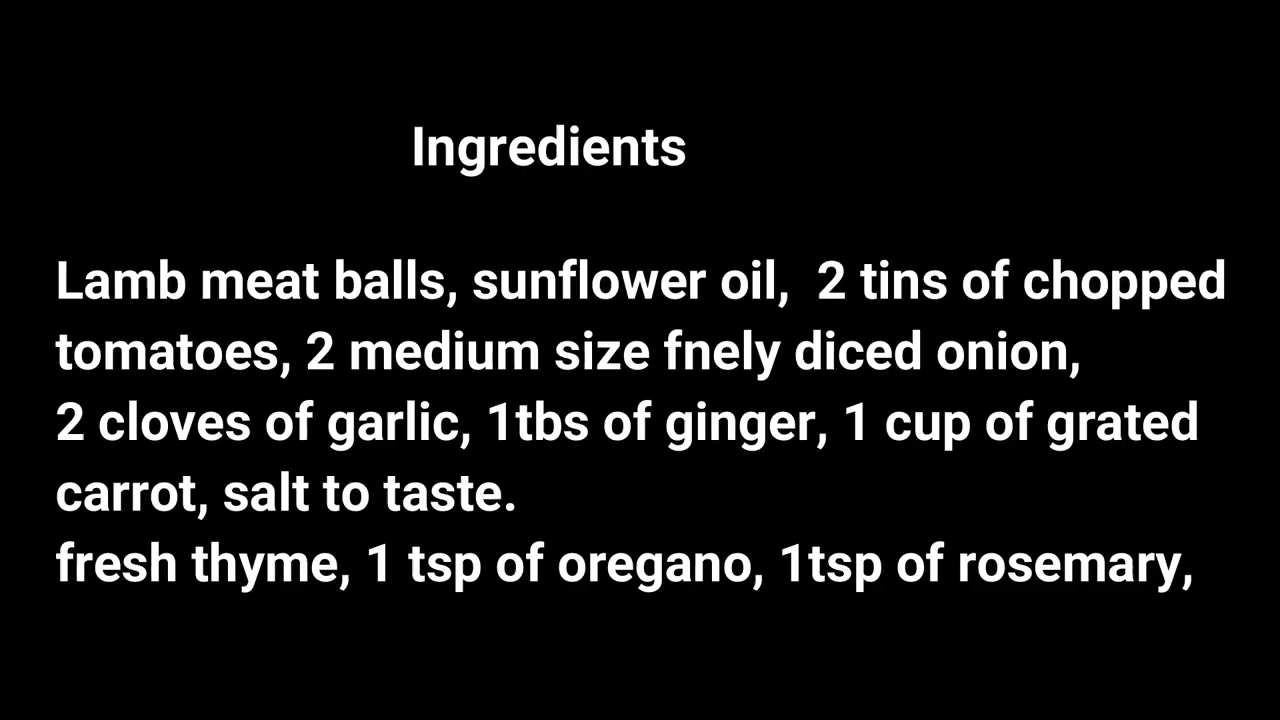 Ingredients
Lamb meat balls, sunflower oil,  2 tins of chopped
tomatoes, 2 medium size fnely diced onion,
2 cloves of garlic, 1tbs of ginger, 1 cup of grated
carrot, salt to taste.
fresh thyme, 1 tsp of oregano, 1tsp of rosemary,